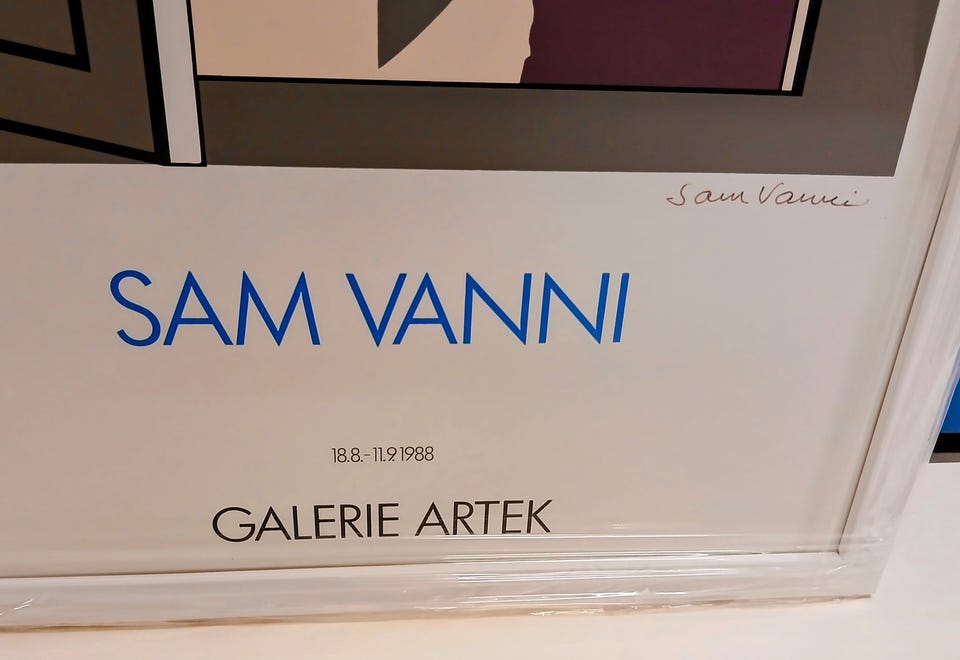 Sam Vanni
SAM VANNI
18.8.-11.9.1988
GALERIE ARTEK